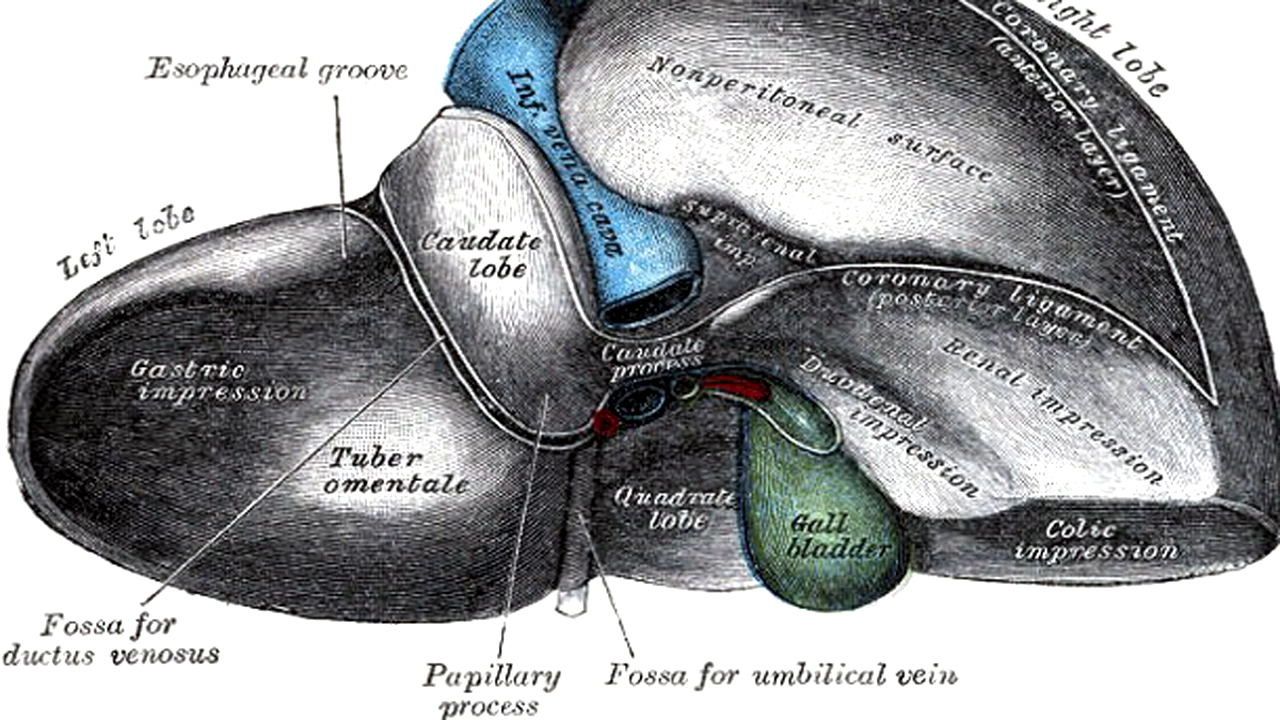 Esophageal groove
Left lobe
Inf. vena cava
Nonperitoneal surface
Right lobe
Coronary ligament
(anterior layer)
Caudate
lobe
suprarenal
imp.
Coronary ligament
(posterior layer)
Caudate
process
Renal impression
Duodenal
impression
Gastric
impression
Tuber
omentale
Quadrate
lobe
Gall
bladder
Colic
impression
Fossa for
ductus venosus
Papillary
process
Fossa for umbilical vein